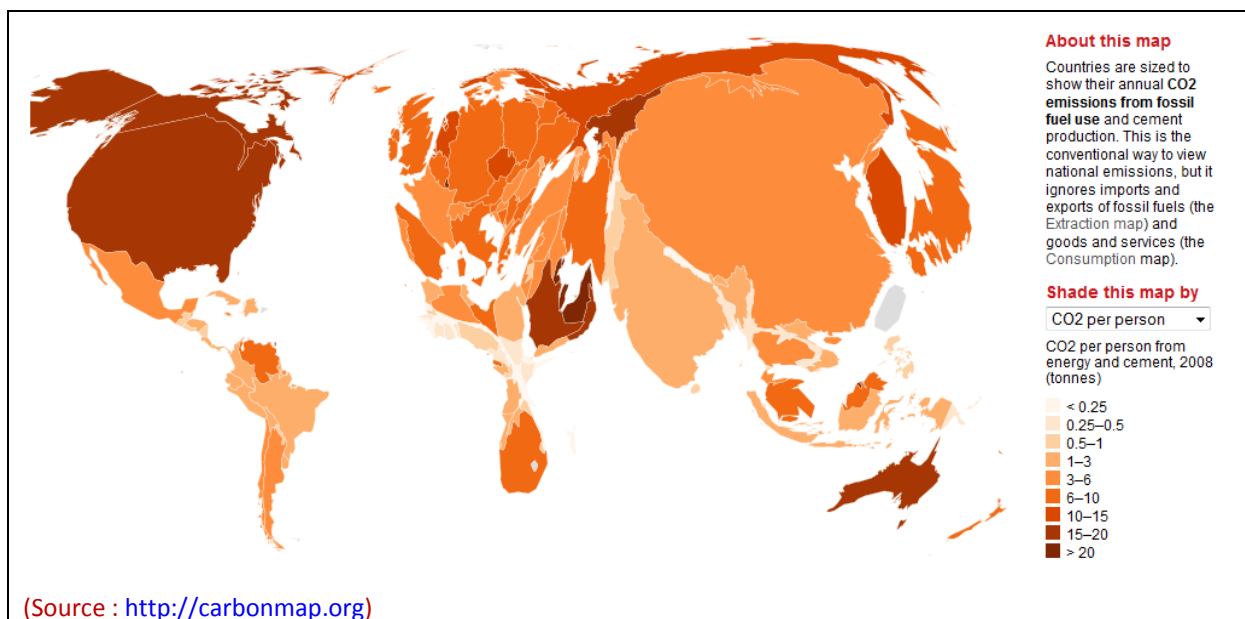 About this map
Countries are sized to
show their annual CO2
emissions from fossil
fuel use and cement
production. This is the
conventional way to view
national emissions, but it
ignores imports and
exports of fossil fuels (the
Extraction map) and
goods and services (the
Consumption map).
Shade this map by
CO2 per person
CO2 per person from
energy and cement, 2008
(tonnes)
< 0.25
0.25–0.5
0.5–1
1–3
3–6
6–10
10–15
15–20
> 20
(Source : http://carbonmap.org)